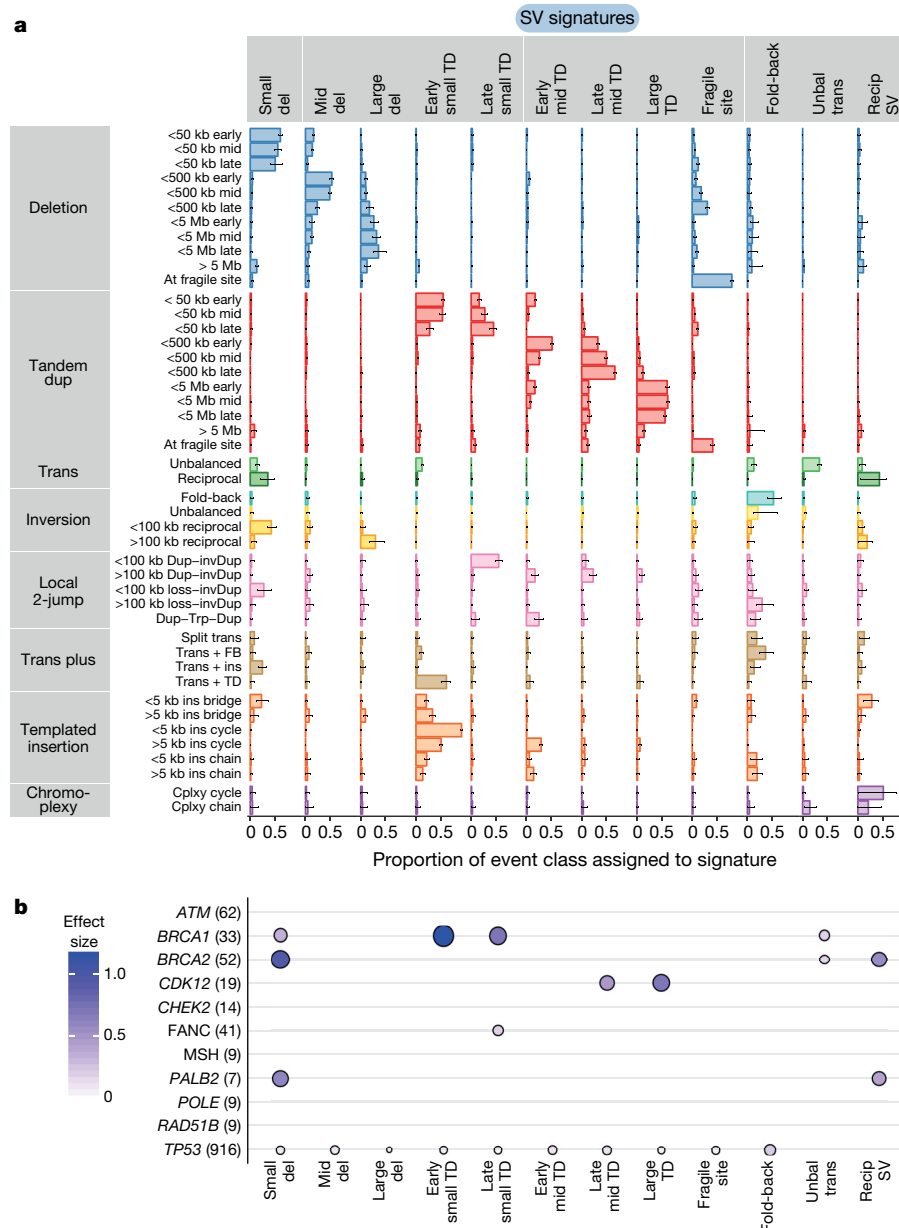 a
SV signatures
Small del
Mid del
Large del
Early small TD
Late small TD
Early mid TD
Late mid TD
Large TD
Fragile site
Fold-back
Unbal trans
Recip SV
Deletion
<50 kb early
<50 kb mid
<50 kb late
<500 kb early
<500 kb mid
<500 kb late
<5 Mb early
<5 Mb mid
<5 Mb late
> 5 Mb
At fragile site
Tandem dup
< 50 kb early
<50 kb mid
<50 kb late
<500 kb early
<500 kb mid
<500 kb late
<5 Mb early
<5 Mb mid
<5 Mb late
> 5 Mb
At fragile site
Trans
Unbalanced
Reciprocal
Inversion
Fold-back
Unbalanced
<100 kb reciprocal
>100 kb reciprocal
Local 2-jump
<100 kb Dup–invDup
>100 kb Dup–invDup
<100 kb loss–invDup
>100 kb loss–invDup
Dup–Trp–Dup
Trans plus
Split trans
Trans + FB
Trans + ins
Trans + TD
Templated insertion
<5 kb ins bridge
>5 kb ins bridge
<5 kb ins cycle
>5 kb ins cycle
<5 kb ins chain
>5 kb ins chain
Chromo-plexy
Cplxy cycle
Cplxy chain
0 0.5 0 0.5 0 0.5 0 0.5 0 0.5 0 0.5 0 0.5 0 0.5 0 0.5 0 0.5 0 0.5 0 0.5
Proportion of event class assigned to signature
b
Effect size
1.0
0.5
0
ATM (62)
BRCA1 (33)
BRCA2 (52)
CDK12 (19)
CHEK2 (14)
FANC (41)
MSH (9)
PALB2 (7)
POLE (9)
RAD51B (9)
TP53 (916)
Small del
Mid del
Large del
Early small TD
Late small TD
Early mid TD
Late mid TD
Large TD
Fragile site
Fold-back
Unbal trans
Recip SV